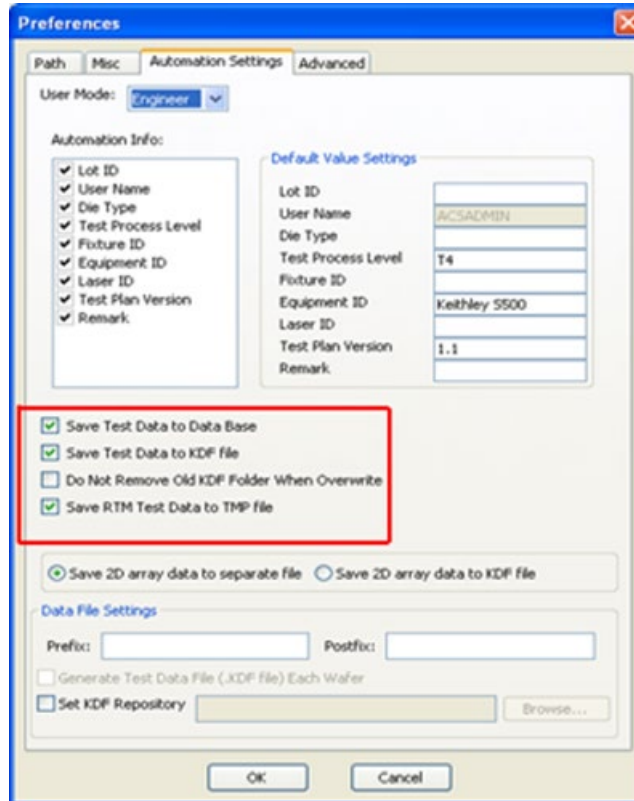 Preferences
Path Misc Automation Settings Advanced
User Mode: Engineer
Automation Info:
Lot ID
User Name
Die Type
Test Process Level
Fixture ID
Equipment ID
Laser ID
Test Plan Version
Remark
Default Value Settings
Lot ID
User Name ACSADMIN
Die Type
Test Process Level T4
Fixture ID
Equipment ID Keithley S500
Laser ID
Test Plan Version 1.1
Remark
Save Test Data to Data Base
Save Test Data to KDF file
Do Not Remove Old KDF Folder When Overwrite
Save RTM Test Data to TMP file
Save 2D array data to separate file Save 2D array data to KDF file
Data File Settings
Prefix: Postfix:
Generate Test Data File (.KDF file) Each Wafer
Set KDF Repository Browse...
OK Cancel